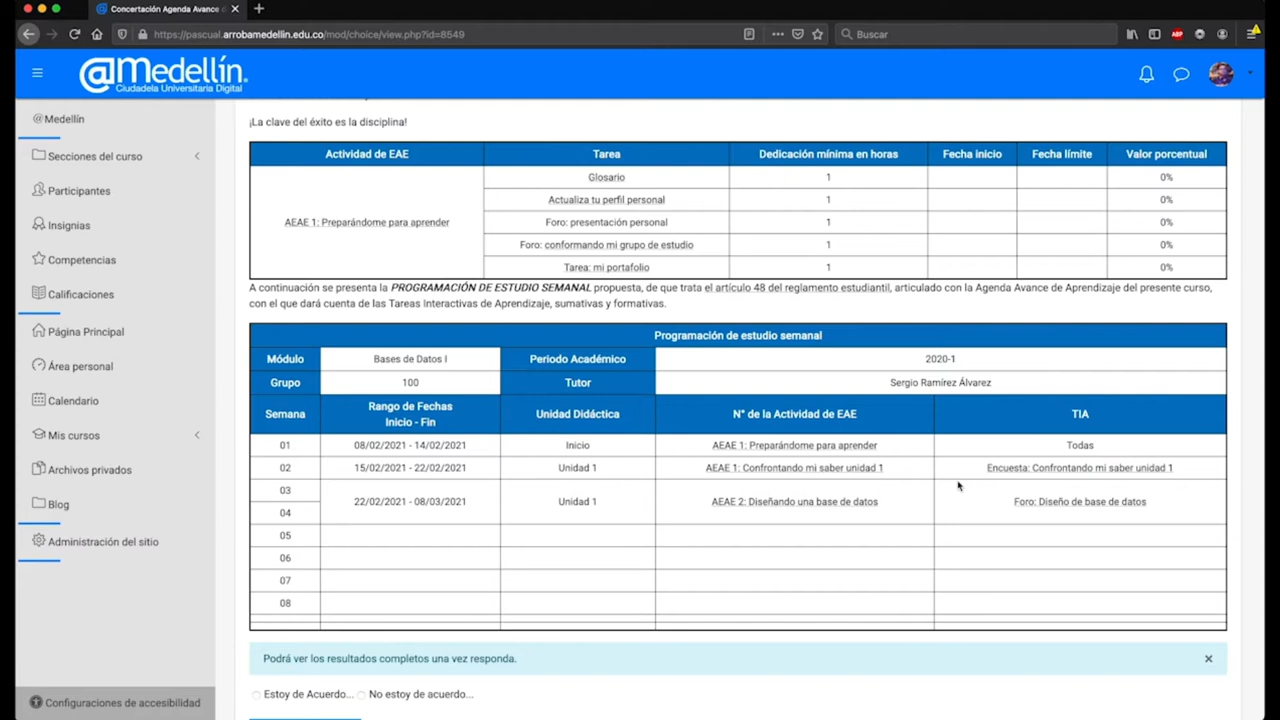 Concertación Agenda Avance d
https://pascual.arrobamedellin.edu.co/mod/choice/view.php?id=8549
Buscar
ABP
@Medellín.
Ciudadela Universitaria Digital
@Medellín
Secciones del curso
Participantes
Insignias
Competencias
Calificaciones
Página Principal
Área personal
Calendario
Mis cursos
Archivos privados
Blog
Administración del sitio
Configuraciones de accesibilidad
¡La clave del éxito es la disciplina!
Actividad de EAE Tarea Dedicación mínima en horas Fecha inicio Fecha límite Valor porcentual
Glosario 1 0%
Actualiza tu perfil personal 1 0%
AEAE 1: Preparándome para aprender Foro: presentación personal 1 0%
Foro: conformando mi grupo de estudio 1 0%
Tarea: mi portafolio 1 0%
A continuación se presenta la PROGRAMACIÓN DE ESTUDIO SEMANAL propuesta, de que trata el artículo 48 del reglamento estudiantil, articulado con la Agenda Avance de Aprendizaje del presente curso,
con el que dará cuenta de las Tareas Interactivas de Aprendizaje, sumativas y formativas.
Programación de estudio semanal
Módulo Bases de Datos I Periodo Académico 2020-1
Grupo 100 Tutor Sergio Ramírez Álvarez
Semana Rango de Fechas Inicio - Fin Unidad Didáctica N° de la Actividad de EAE TIA
01 08/02/2021 - 14/02/2021 Inicio AEAE 1: Preparándome para aprender Todas
02 15/02/2021 - 22/02/2021 Unidad 1 AEAE 1: Confrontando mi saber unidad 1 Encuesta: Confrontando mi saber unidad 1
03
22/02/2021 - 08/03/2021 Unidad 1 AEAE 2: Diseñando una base de datos Foro: Diseño de base de datos
04
05
06
07
08
Podrá ver los resultados completos una vez responda. ×
Estoy de Acuerdo... No estoy de acuerdo...